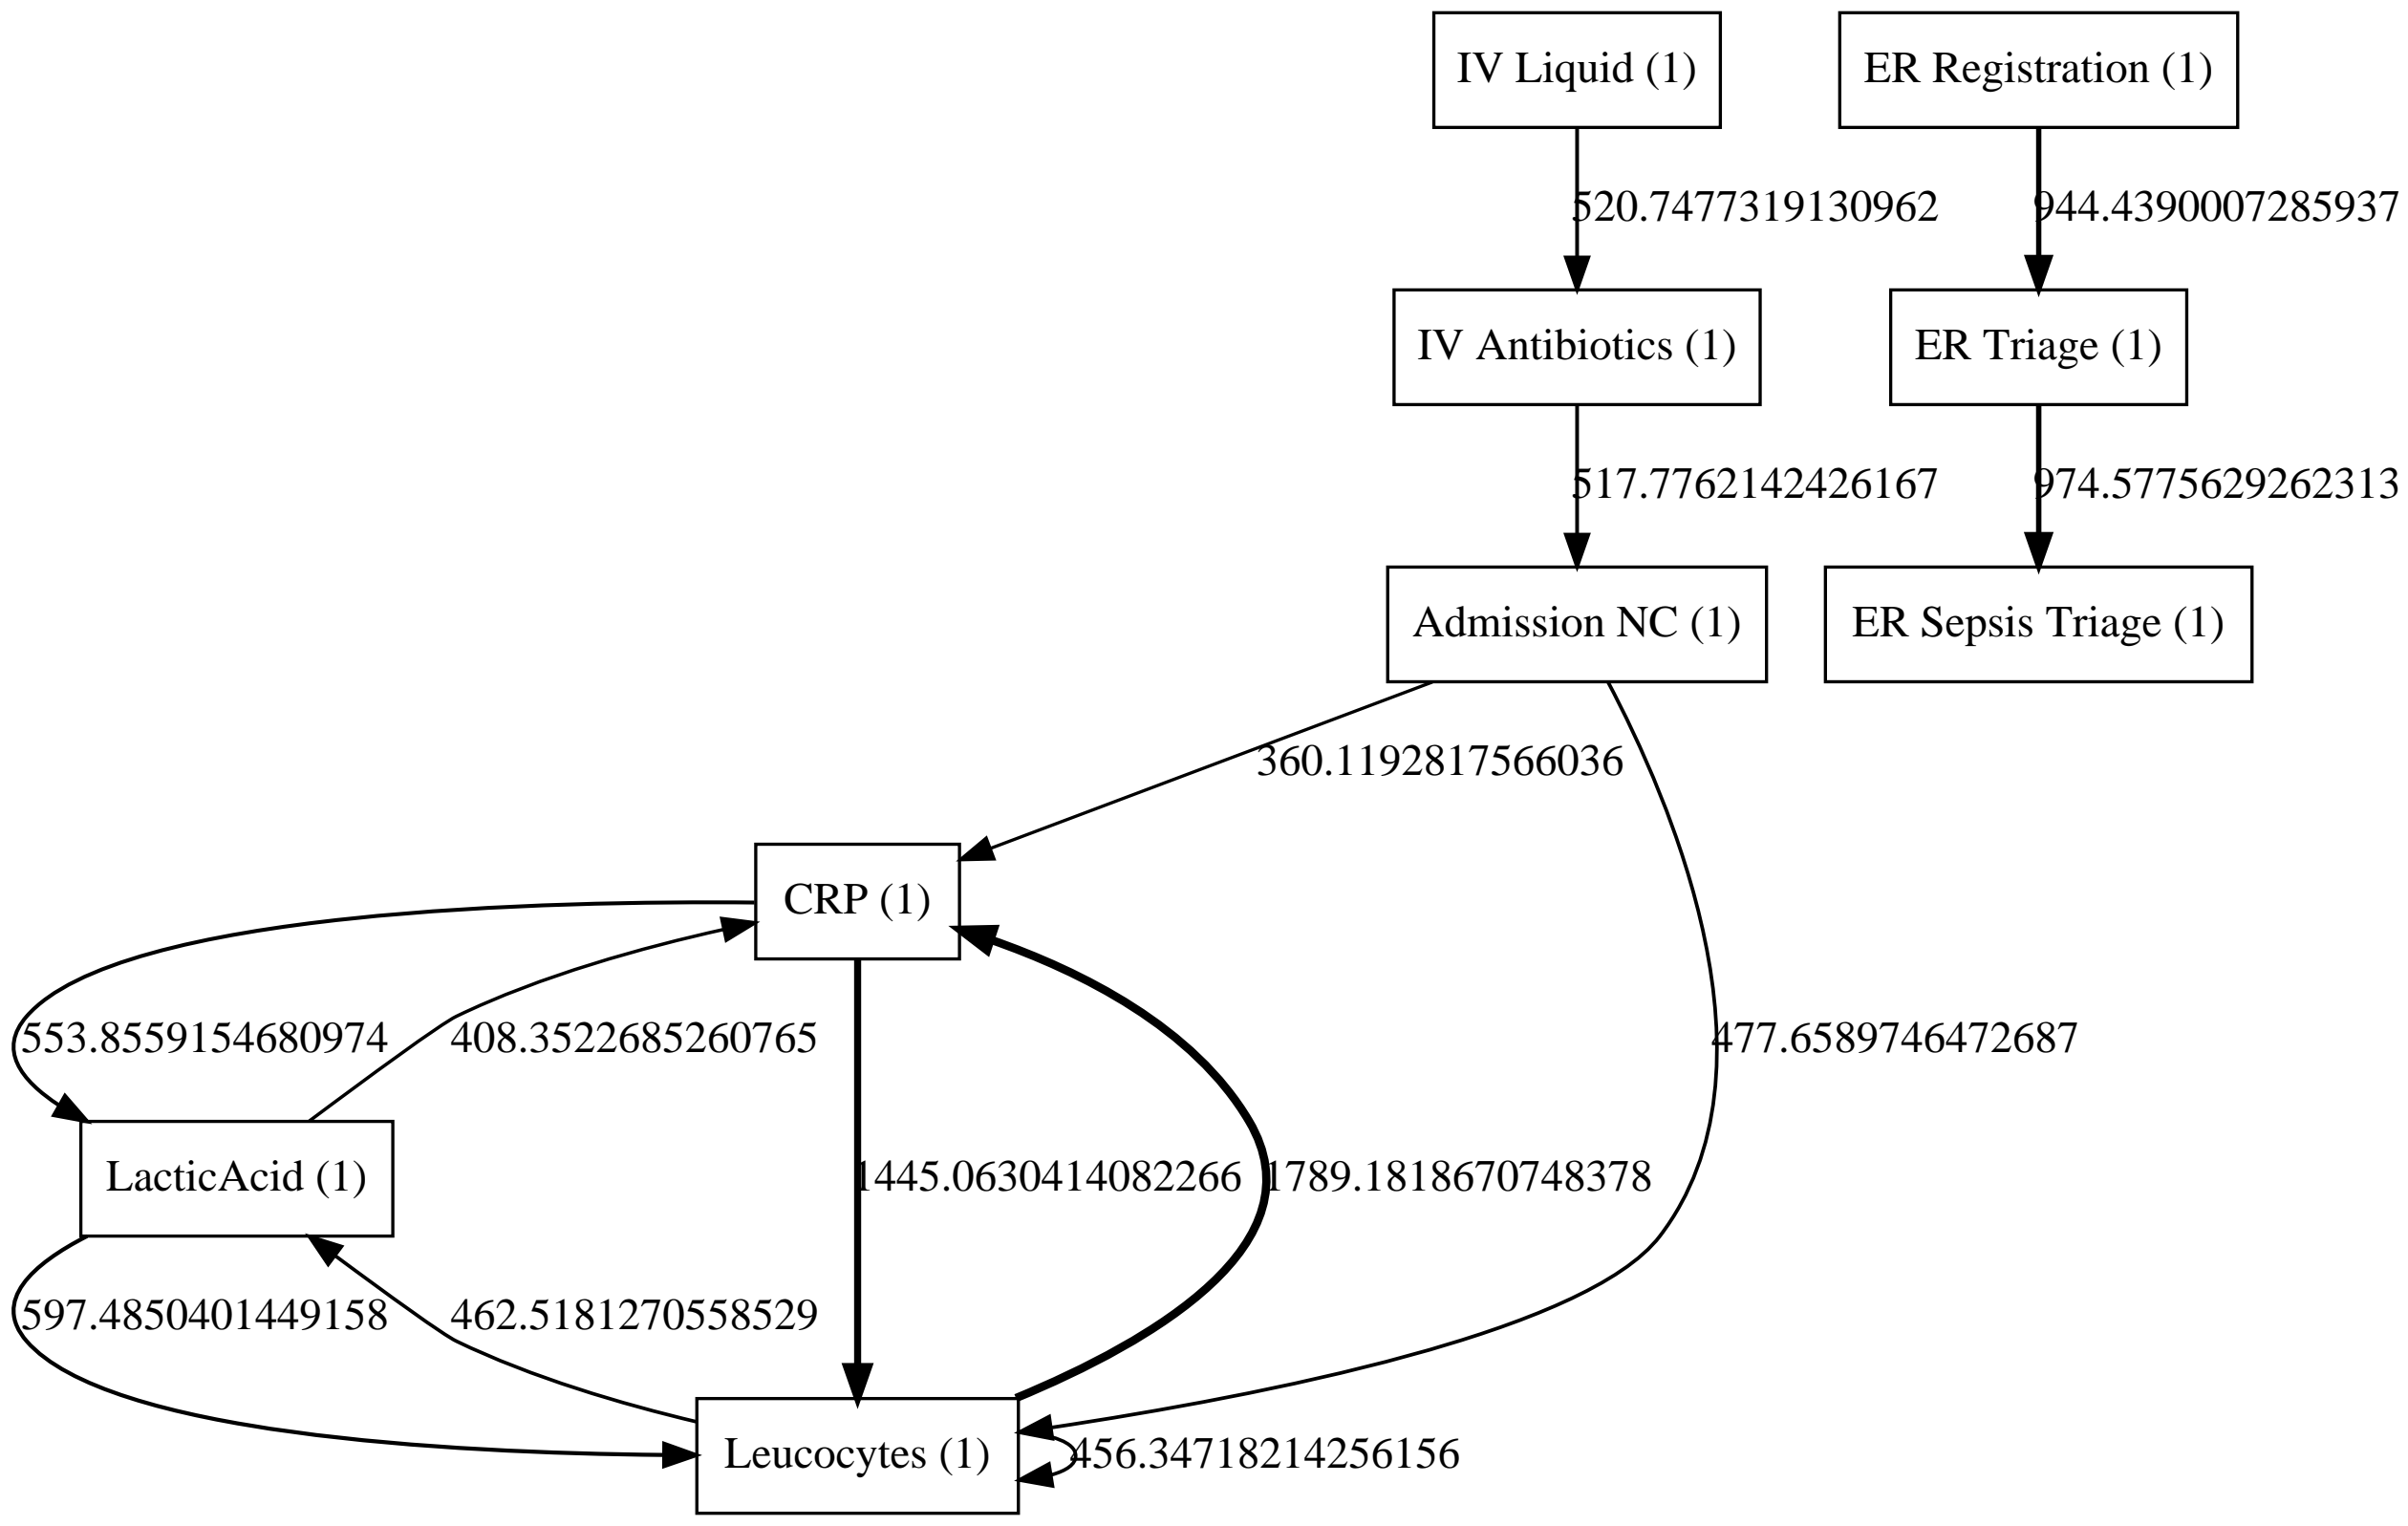 IV Liquid (1)
ER Registration (1)
520.7477319130962
944.4390007285937
IV Antibiotics (1)
ER Triage (1)
517.7762142426167
974.5775629262313
Admission NC (1)
ER Sepsis Triage (1)
360.1192817566036
CRP (1)
553.8559154680974
408.3522685260765
477.6589746472687
LacticAcid (1)
1445.0630414082266
1789.1818670748378
597.4850401449158
462.5181270558529
Leucocytes (1)
456.34718214256156